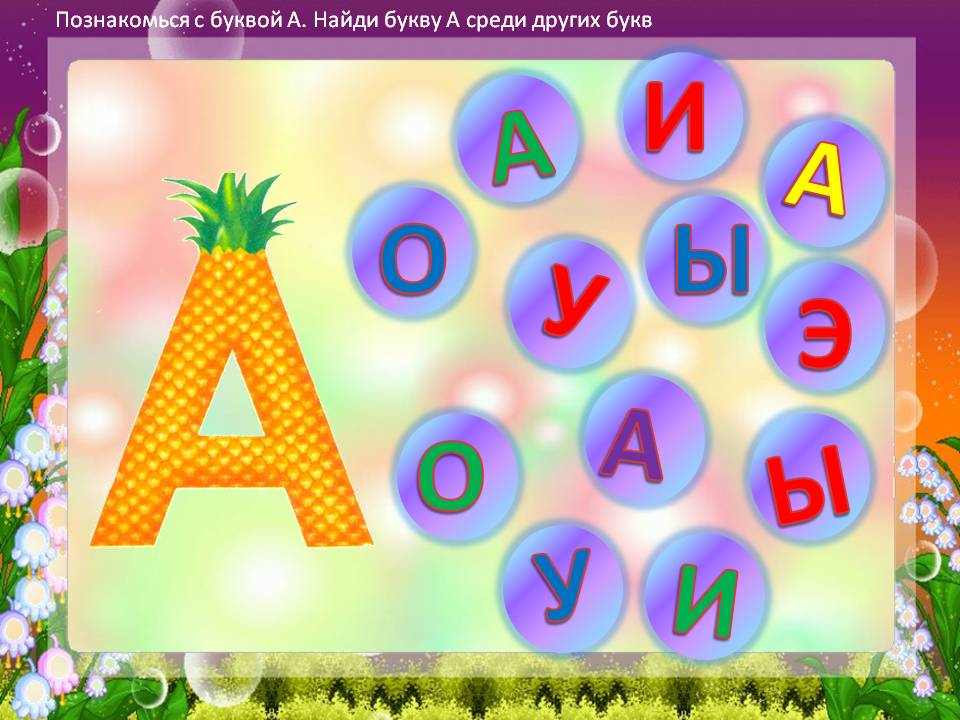 Познакомься с буквой А. Найди букву А среди других букв
А
А И А
О У Ы Э
О А Ы
У И